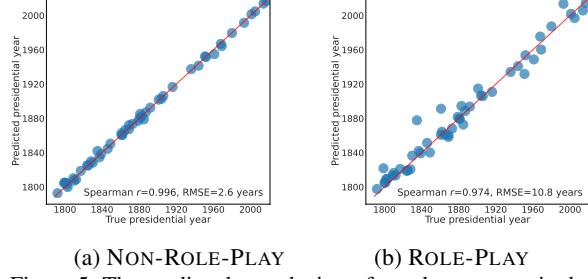 2000
1960
1920
1880
1840
1800
Predicted presidential year
Spearman r=0.996, RMSE=2.6 years
1800 1840 1880 1920 1960 2000
True presidential year
(a) NON-ROLE-PLAY
2000
1960
1920
1880
1840
1800
Predicted presidential year
Spearman r=0.974, RMSE=10.8 years
1800 1840 1880 1920 1960 2000
True presidential year
(b) ROLE-PLAY